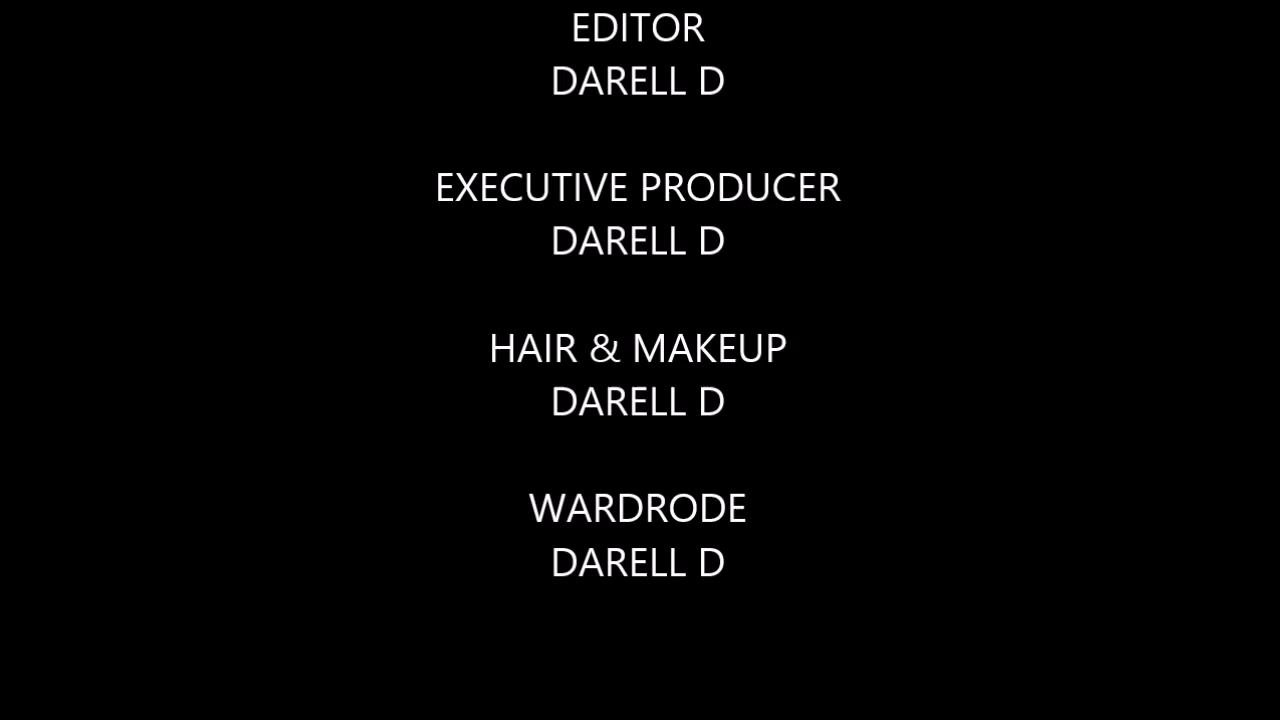 EDITOR
DARELL D
EXECUTIVE PRODUCER
DARELL D
HAIR & MAKEUP
DARELL D
WARDRODE
DARELL D